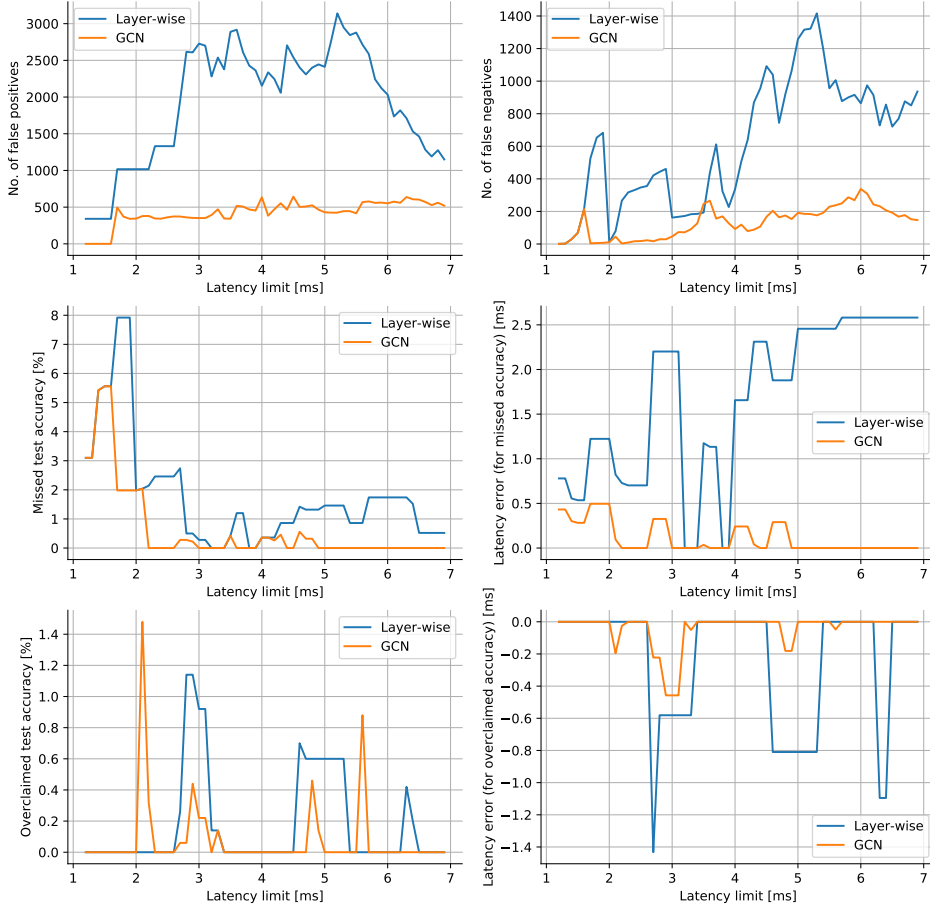 No. of false positives
3000
2500
2000
1500
1000
500
0
Layer-wise
GCN
1 2 3 4 5 6 7
Latency limit [ms]
No. of false negatives
1400
1200
1000
800
600
400
200
0
Layer-wise
GCN
1 2 3 4 5 6 7
Latency limit [ms]
Missed test accuracy [%]
8
7
6
5
4
3
2
1
0
Layer-wise
GCN
1 2 3 4 5 6 7
Latency limit [ms]
Latency error (for missed accuracy) [ms]
2.5
2.0
1.5
1.0
0.5
0.0
Layer-wise
GCN
1 2 3 4 5 6 7
Latency limit [ms]
Overclaimed test accuracy [%]
1.4
1.2
1.0
0.8
0.6
0.4
0.2
0.0
Layer-wise
GCN
1 2 3 4 5 6 7
Latency limit [ms]
Latency error (for overclaimed accuracy) [ms]
0.0
−0.2
−0.4
−0.6
−0.8
−1.0
−1.2
−1.4
Layer-wise
GCN
1 2 3 4 5 6 7
Latency limit [ms]